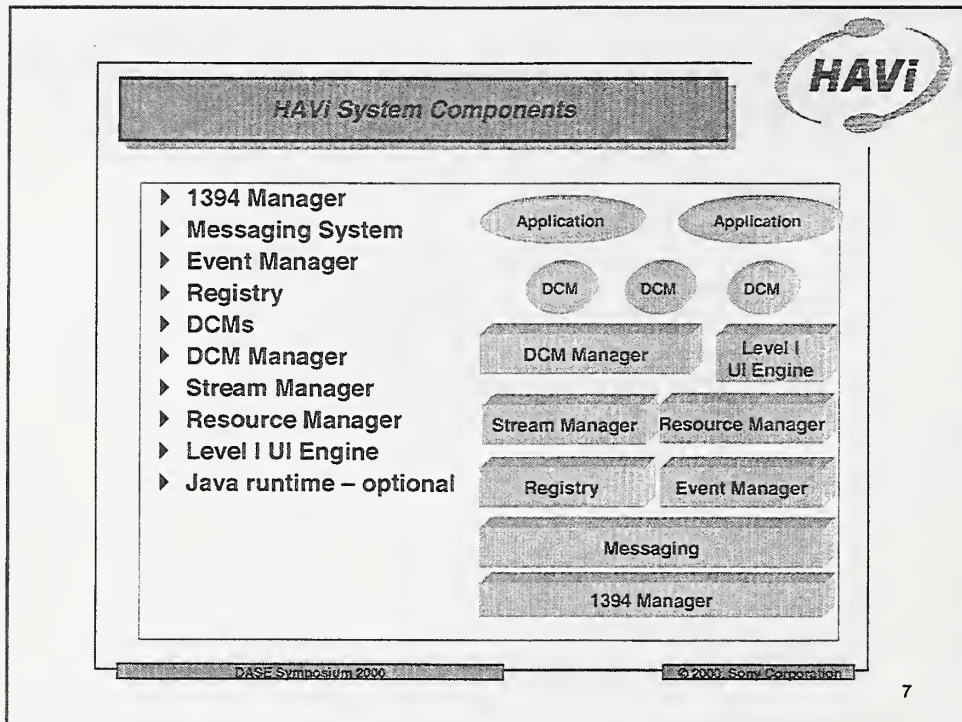 HAVi
HAVi System Components
1394 Manager
Messaging System
Event Manager
Registry
DCMs
DCM Manager
Stream Manager
Resource Manager
Level I UI Engine
Java runtime – optional
Application Application
DCM DCM DCM
DCM Manager
Level I
UI Engine
Stream Manager Resource Manager
Registry Event Manager
Messaging
1394 Manager
DASE Symposium 2000 © 2000, Sony Corporation
7